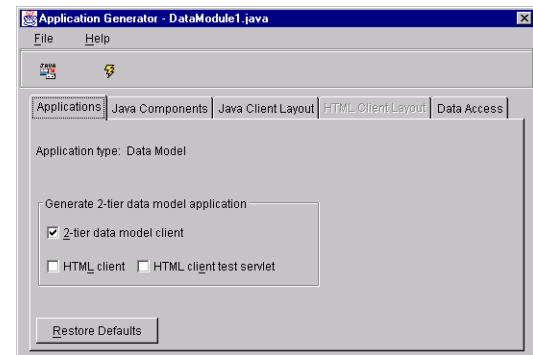 Application Generator - DataModule1.java
File Help
Applications Java Components Java Client Layout HTML Client Layout Data Access
Application type: Data Model
Generate 2-tier data model application
2-tier data model client
HTML client HTML client test servlet
Restore Defaults